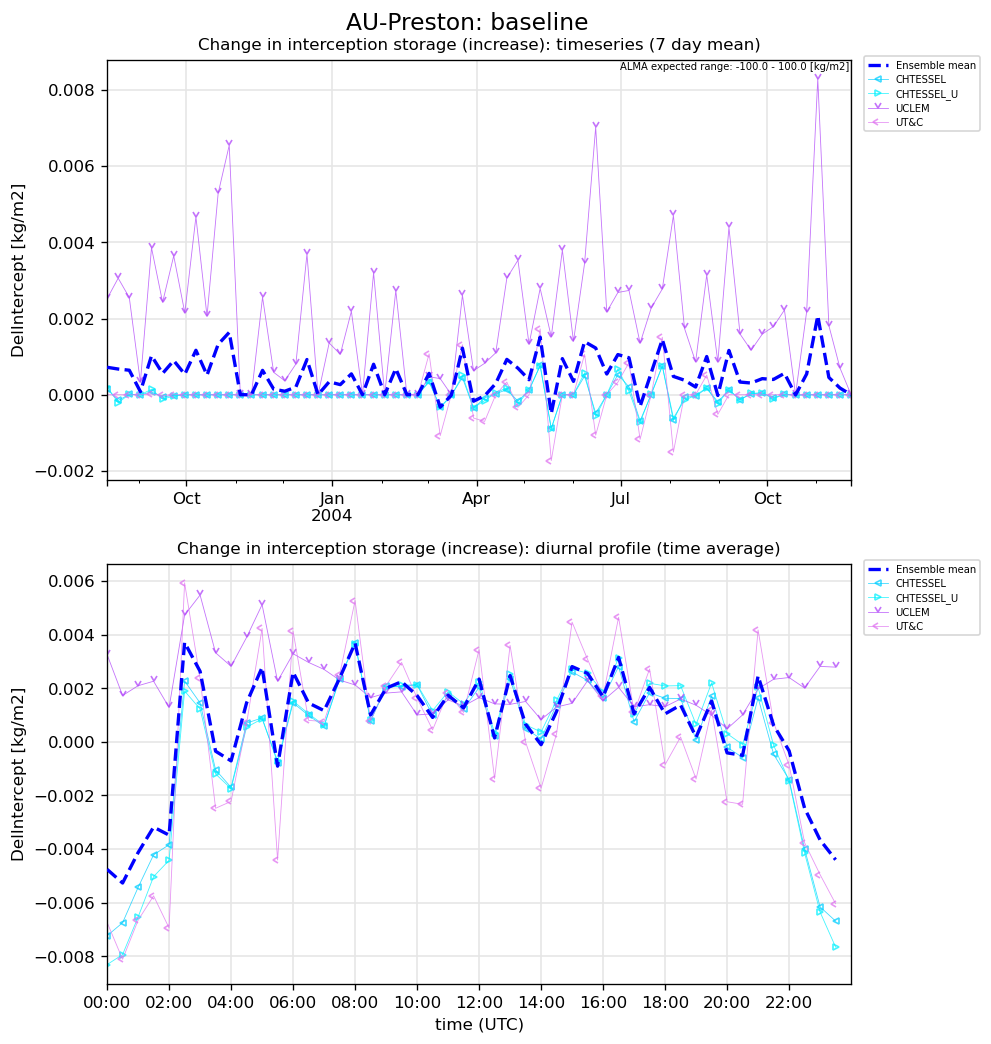 AU-Preston: baseline
Change in interception storage (increase): timeseries (7 day mean)
ALMA expected range: -100.0 - 100.0 [kg/m2]
Ensemble mean
CHTESSEL
CHTESSEL_U
UCLEM
UT&C
DelIntercept [kg/m2]
0.008
0.006
0.004
0.002
0.000
−0.002
Oct
Jan
2004
Apr
Jul
Oct
Change in interception storage (increase): diurnal profile (time average)
Ensemble mean
CHTESSEL
CHTESSEL_U
UCLEM
UT&C
DelIntercept [kg/m2]
0.006
0.004
0.002
0.000
−0.002
−0.004
−0.006
−0.008
00:00 02:00 04:00 06:00 08:00 10:00 12:00 14:00 16:00 18:00 20:00 22:00
time (UTC)